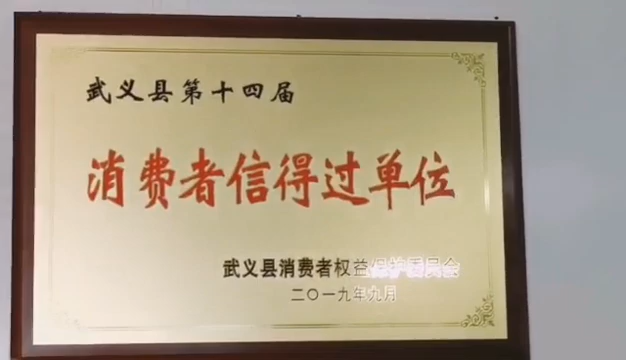 武义县第十四届
消费者信得过单位
武义县消费者权益保护委员会
二〇一九年九月